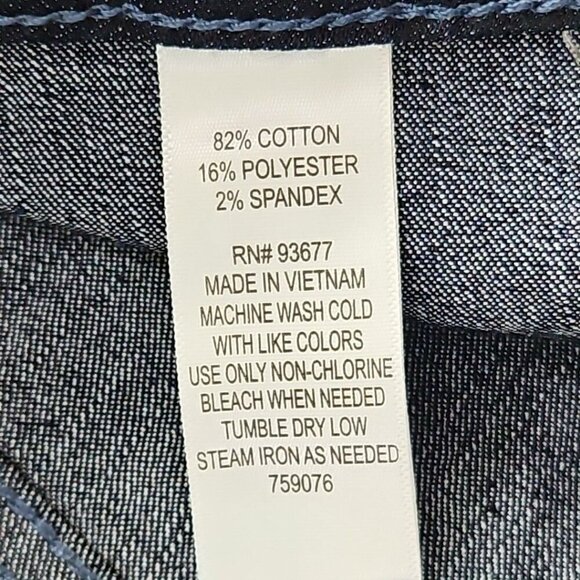 82% COTTON
16% POLYESTER
2% SPANDEX
RN# 93677
MADE IN VIETNAM
MACHINE WASH COLD
WITH LIKE COLORS
USE ONLY NON-CHLORINE
BLEACH WHEN NEEDED
TUMBLE DRY LOW
STEAM IRON AS NEEDED
759076